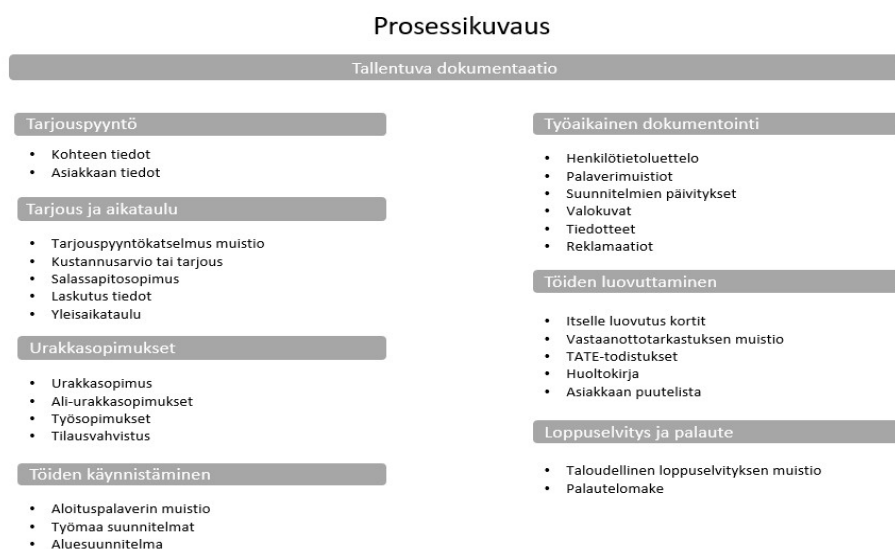 Prosessikuvaus
Tallentuva dokumentaatio
Tarjouspyyntö
• Kohteen tiedot
• Asiakkaan tiedot
Tarjous ja aikataulu
• Tarjouspyyntökatselmus muistio
• Kustannusarvio tai tarjous
• Salassapitosopimus
• Laskutus tiedot
• Yleisaikataulu
Urakkasopimukset
• Urakkasopimus
• Ali-urakkasopimukset
• Työsopimukset
• Tilausvahvistus
Töiden käynnistäminen
• Aloituspalaverin muistio
• Työmaa suunnitelmat
• Aluesuunnitelma
Työaikainen dokumentointi
• Henkilötietoluettelo
• Palaverimuistiot
• Suunnitelmien päivitykset
• Valokuvat
• Tiedotteet
• Reklamaatiot
Töiden luovuttaminen
• Itselle luovutus kortit
• Vastaanottotarkastuksen muistio
• TATE-todistukset
• Huoltokirja
• Asiakkaan puutelista
Loppuselvitys ja palaute
• Taloudellinen loppuselvityksen muistio
• Palautelomake